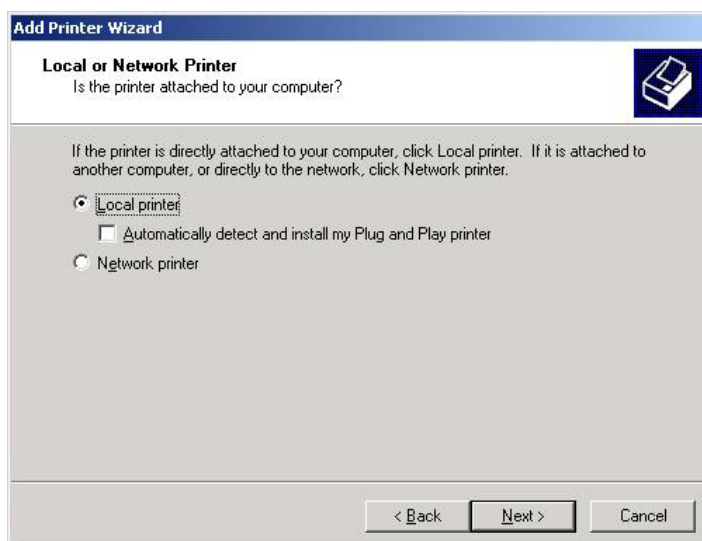 Add Printer Wizard
Local or Network Printer
Is the printer attached to your computer?
If the printer is directly attached to your computer, click Local printer. If it is attached to
another computer, or directly to the network, click Network printer.
Local printer
Automatically detect and install my Plug and Play printer
Network printer
< Back Next > Cancel